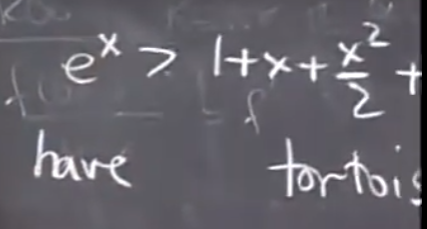 e^x > 1+x+x^2/2 +
have tortois